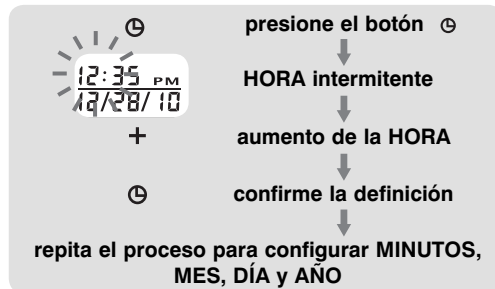 presione el botón
12:35 PM
12/28/10
HORA intermitente
+
aumento de la HORA
confirme la definición
repita el proceso para configurar MINUTOS,
MES, DÍA y AÑO